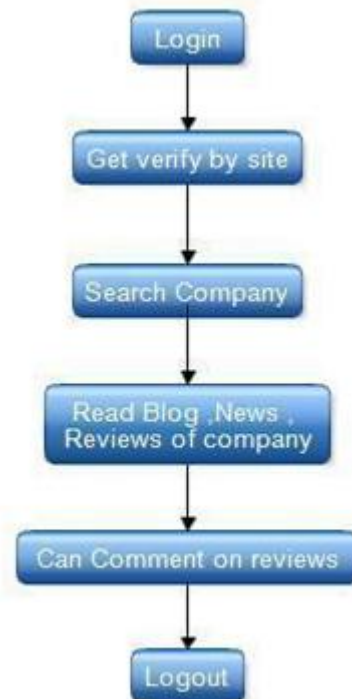 Login
Get verify by site
Search Company
Read Blog ,News ,
Reviews of company
Can Comment on reviews
Logout